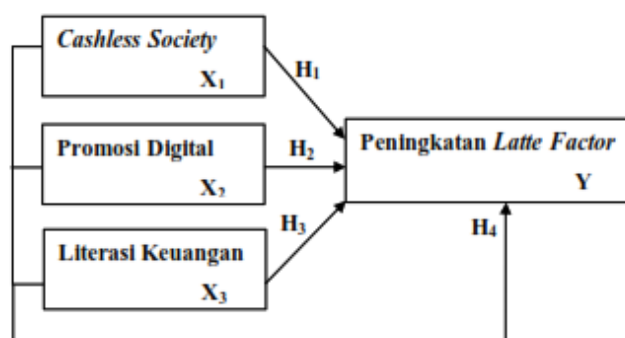 Cashless Society
X₁
H₁
Promosi Digital
X₂
H₂
Peningkatan Latte Factor
Y
Literasi Keuangan
X₃
H₃
H₄